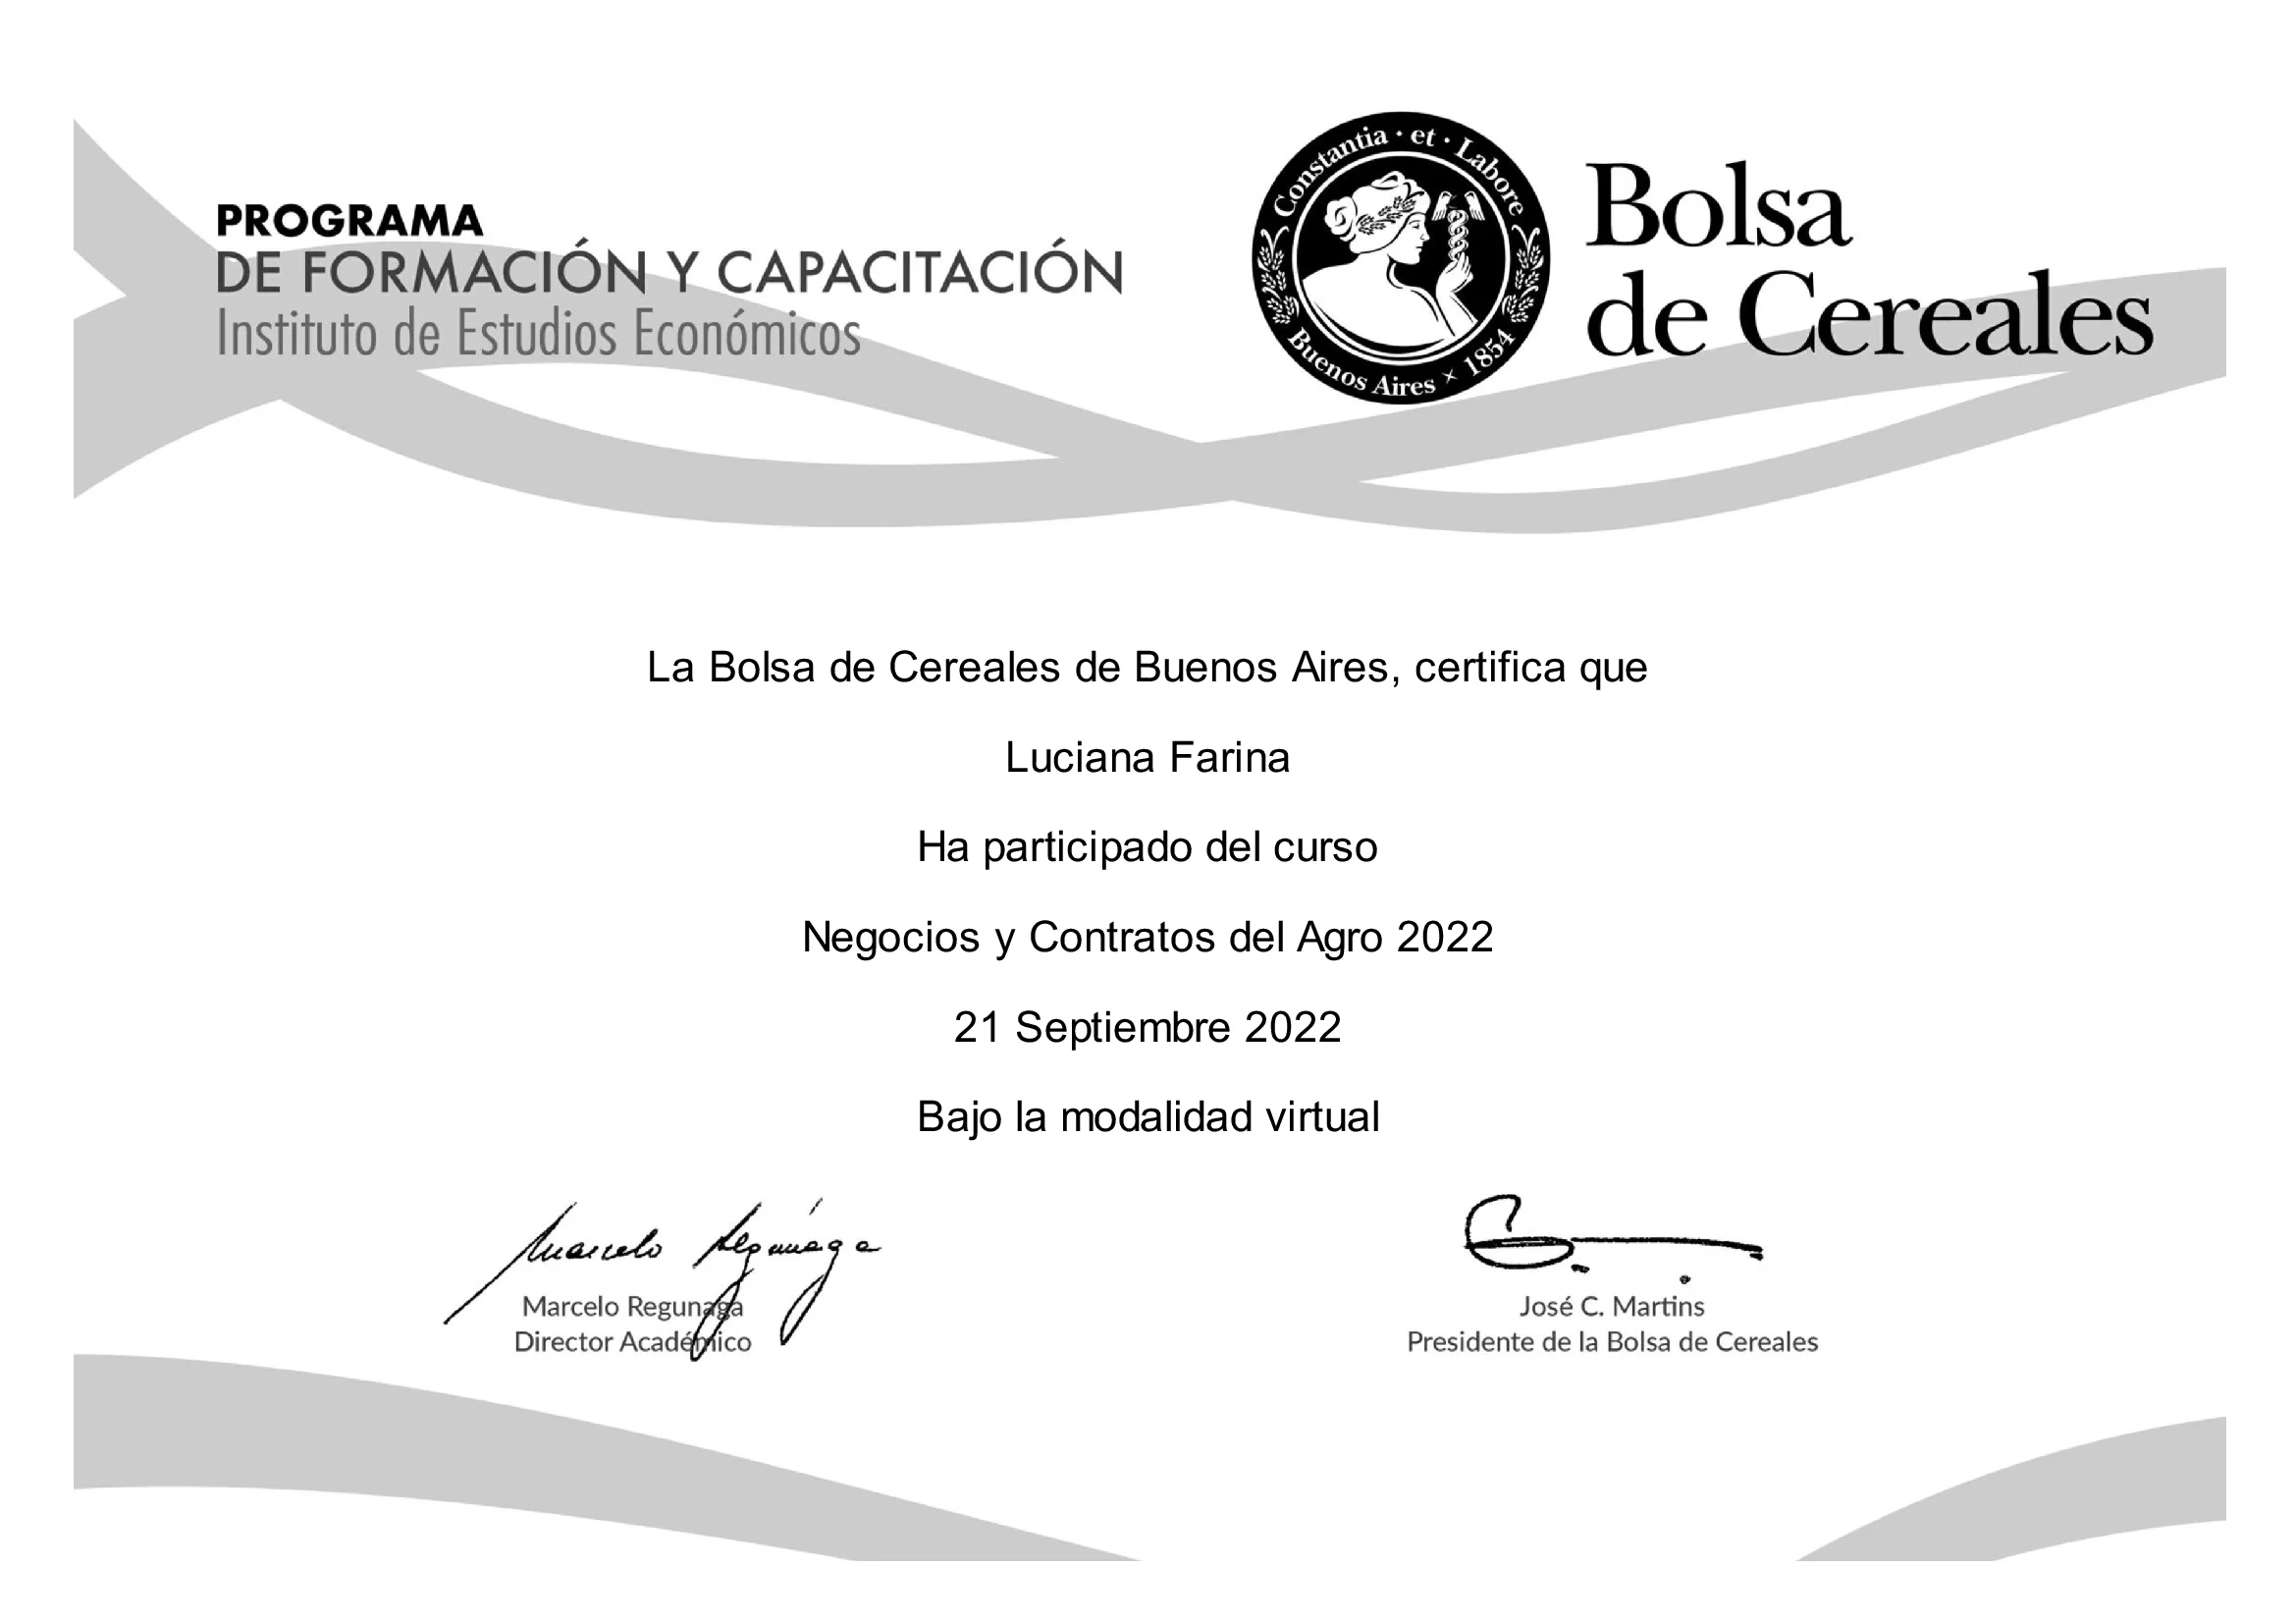 PROGRAMA
DE FORMACIÓN Y CAPACITACIÓN
Instituto de Estudios Económicos
Constantia · et · Labore
Buenos Aires × 1854
Bolsa
de Cereales
La Bolsa de Cereales de Buenos Aires, certifica que
Luciana Farina
Ha participado del curso
Negocios y Contratos del Agro 2022
21 Septiembre 2022
Bajo la modalidad virtual
Marcelo Regunaga
Marcelo Regunaga
Director Académico
José C. Martins
Presidente de la Bolsa de Cereales